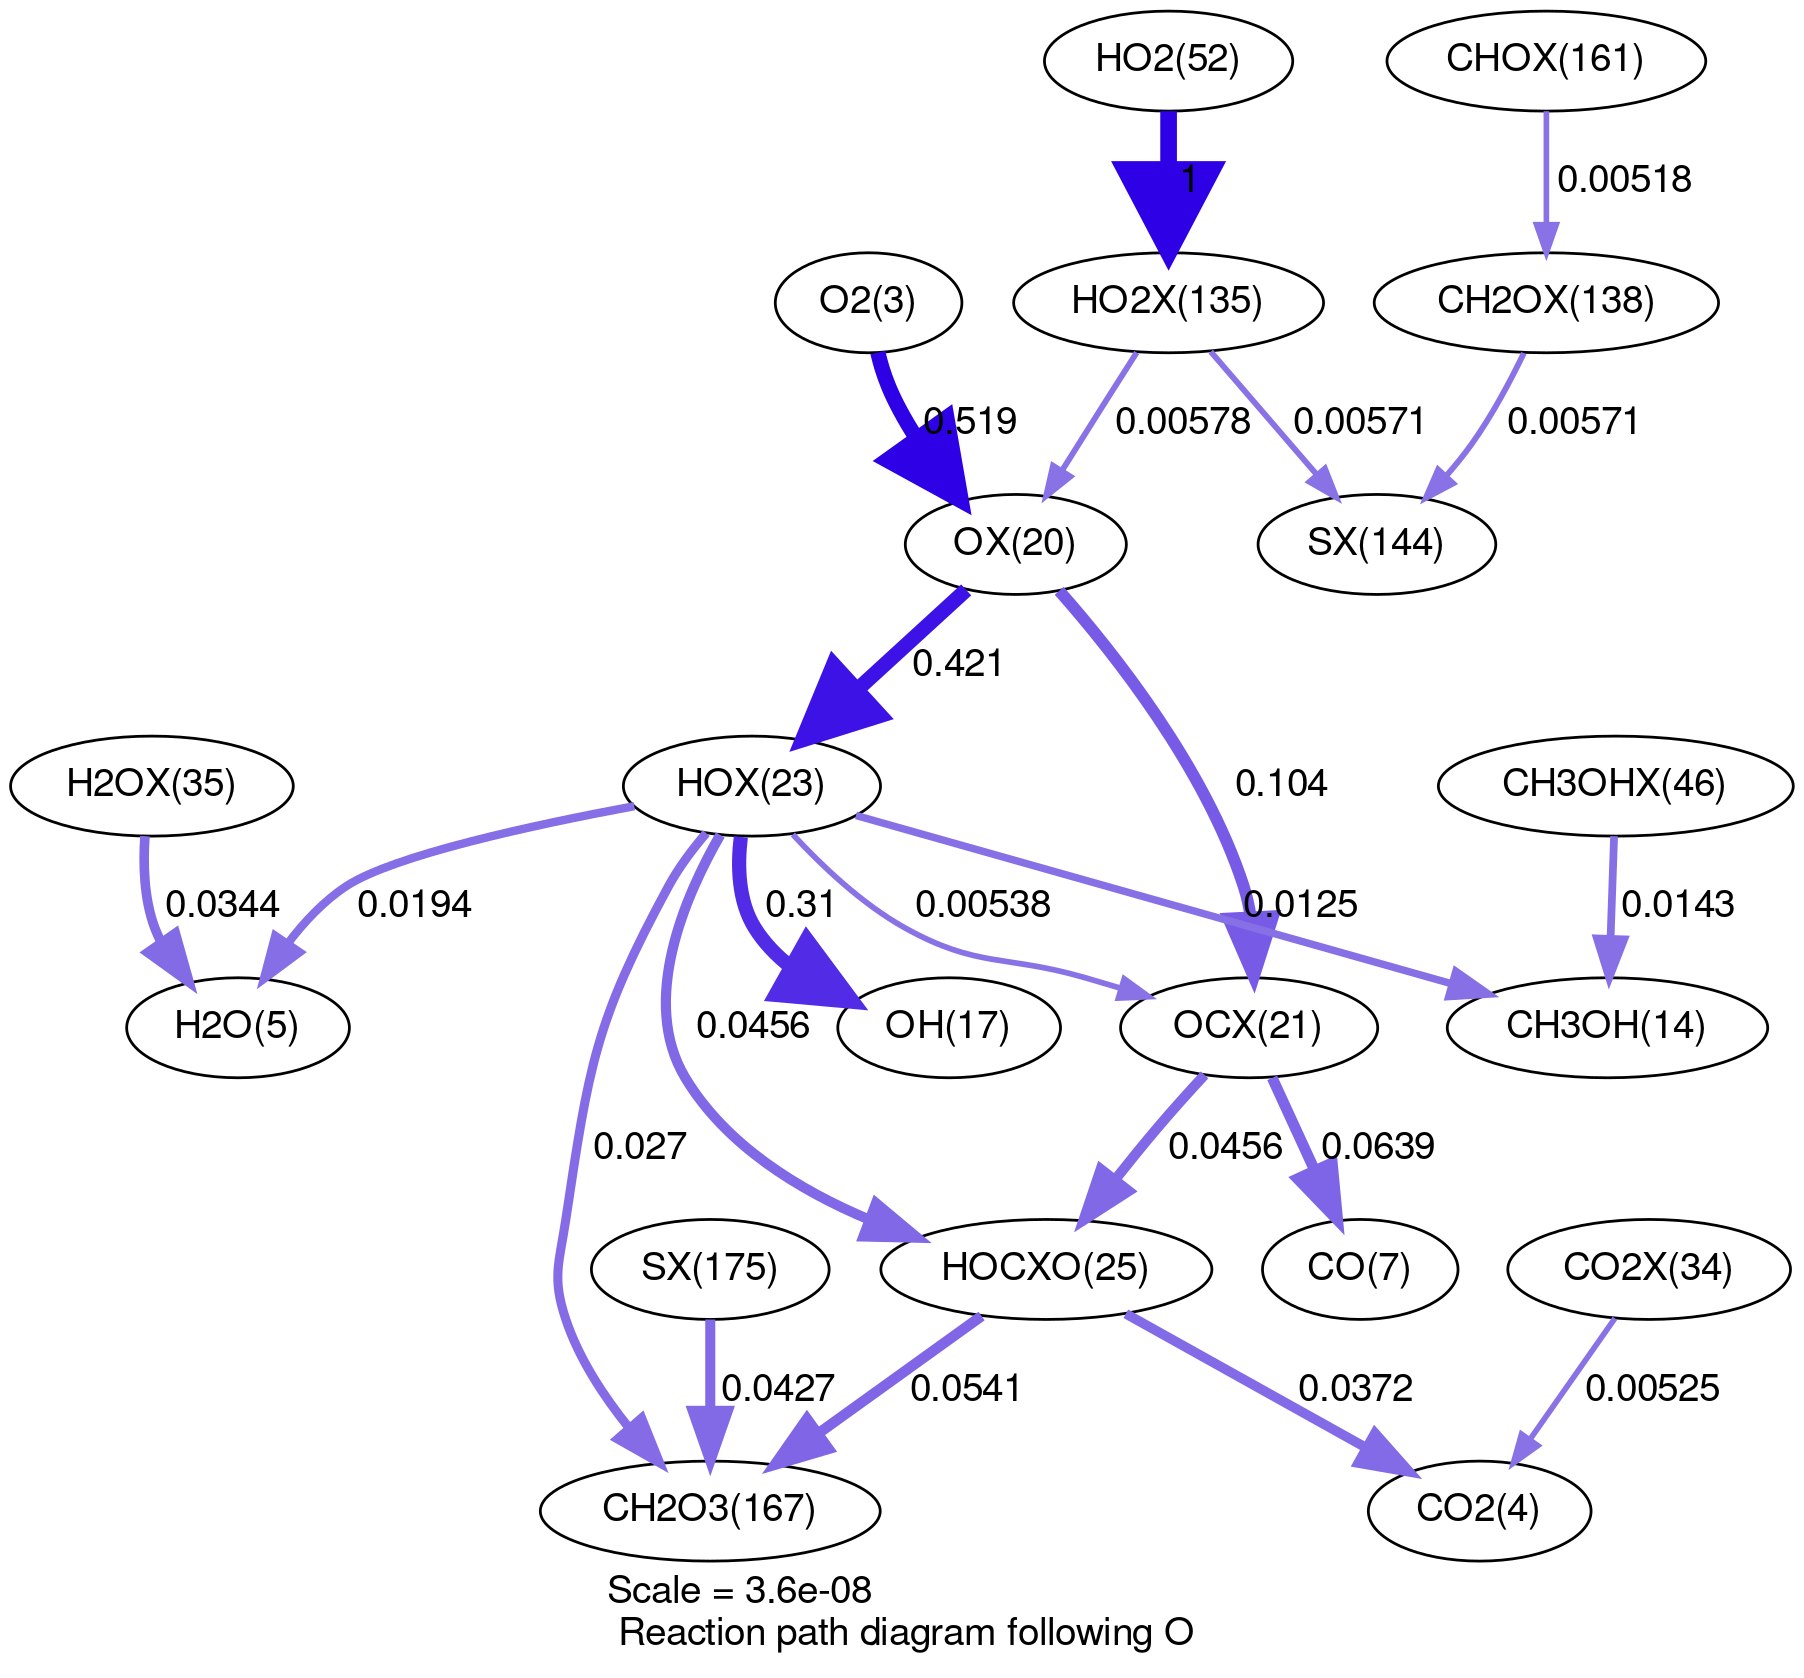 HO2(52)
CHOX(161)
1
0.00518
O2(3)
HO2X(135)
CH2OX(138)
0.519
0.00578
0.00571
0.00571
OX(20)
SX(144)
0.421
0.104
H2OX(35)
HOX(23)
CH3OHX(46)
0.0344
0.0194
0.31
0.00538
0.0125
0.0143
H2O(5)
0.0456
OH(17)
OCX(21)
CH3OH(14)
0.027
0.0456
0.0639
SX(175)
HOCXO(25)
CO(7)
CO2X(34)
0.0427
0.0541
0.0372
0.00525
CH2O3(167)
CO2(4)
Scale = 3.6e-08
Reaction path diagram following O